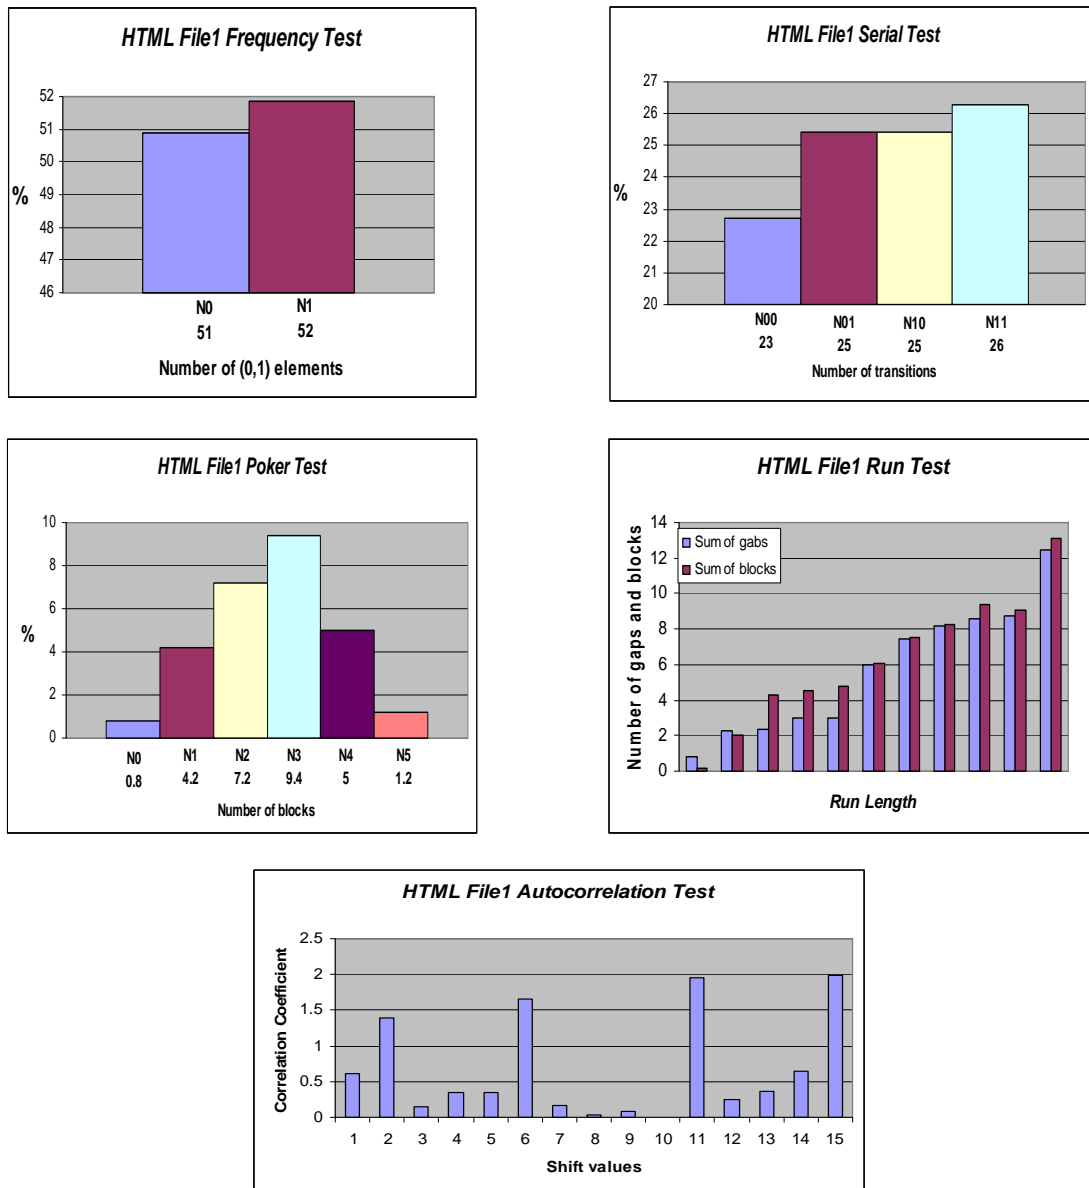 HTML File1 Frequency Test
52
51
50
49
48
47
46
%
N0 N1
51 52
Number of (0,1) elements
HTML File1 Serial Test
27
26
25
24
23
22
21
20
%
N00 N01 N10 N11
23 25 25 26
Number of transitions
HTML File1 Poker Test
10
8
6
4
2
0
%
N0 N1 N2 N3 N4 N5
0.8 4.2 7.2 9.4 5 1.2
Number of blocks
HTML File1 Run Test
Number of gaps and blocks
14
12
10
8
6
4
2
0
Sum of gabs
Sum of blocks
Run Length
HTML File1 Autocorrelation Test
Correlation Coefficient
2.5
2
1.5
1
0.5
0
1 2 3 4 5 6 7 8 9 10 11 12 13 14 15
Shift values